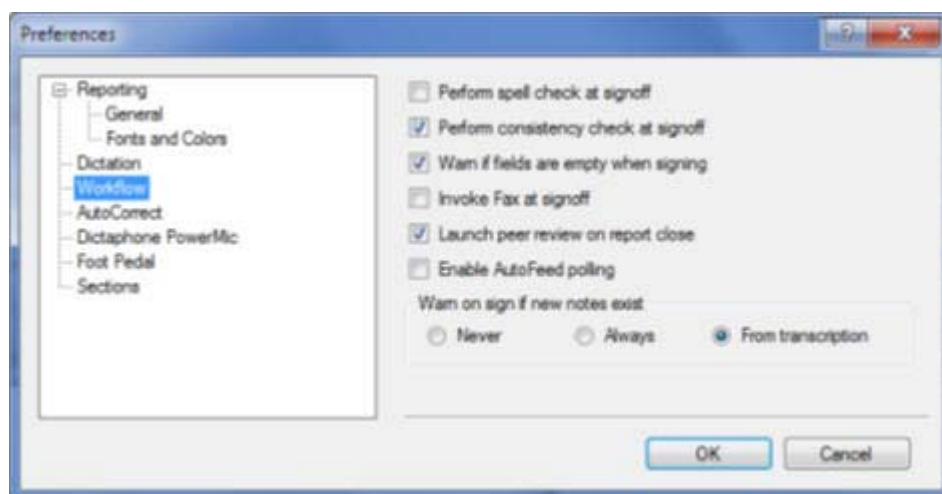 Preferences
Reporting
General
Fonts and Colors
Dictation
Workflow
AutoCorrect
Dictaphone PowerMic
Foot Pedal
Sections
Perform spell check at signoff
Perform consistency check at signoff
Warn if fields are empty when signing
Invoke Fax at signoff
Launch peer review on report close
Enable AutoFeed polling
Warn on sign if new notes exist
Never Always From transcription
OK Cancel